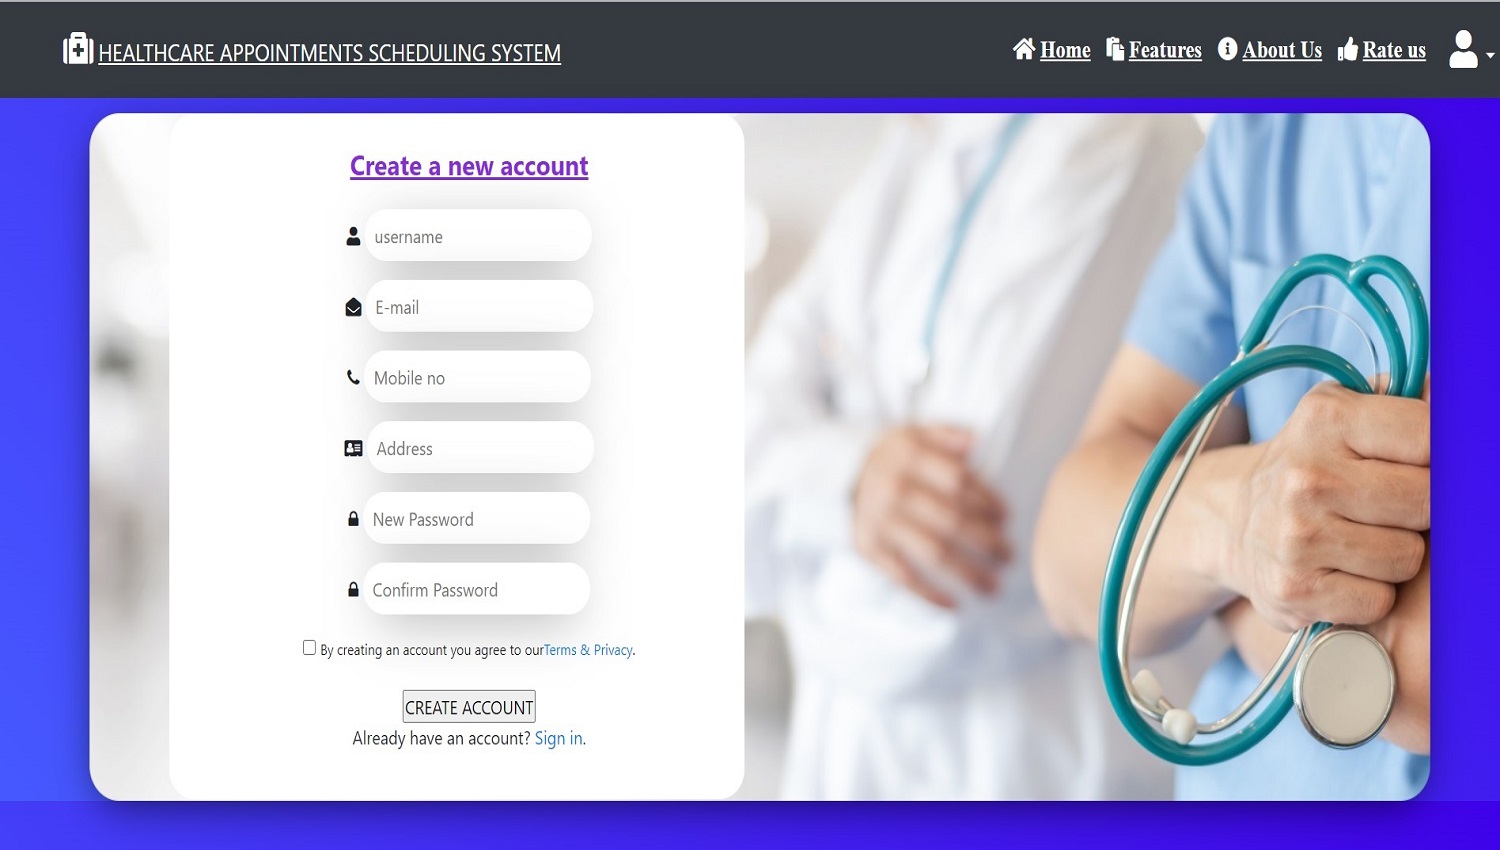 HEALTHCARE APPOINTMENTS SCHEDULING SYSTEM
Home Features About Us Rate us
Create a new account
username
E-mail
Mobile no
Address
New Password
Confirm Password
By creating an account you agree to ourTerms & Privacy.
CREATE ACCOUNT
Already have an account? Sign in.